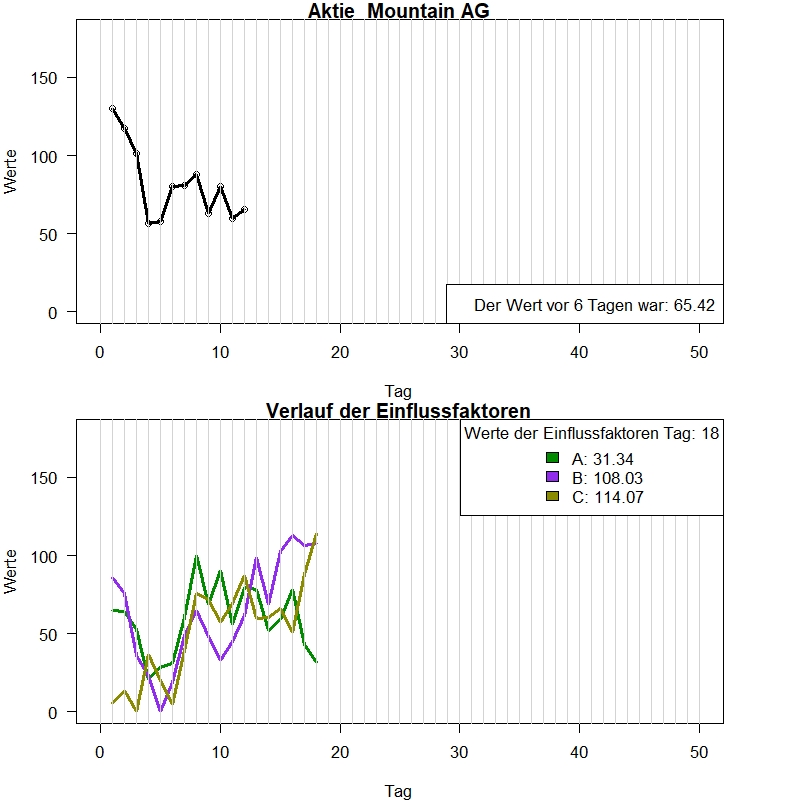 Aktie  Mountain AG
Werte
150
100
50
0
Der Wert vor 6 Tagen war: 65.42
0 10 20 30 40 50
Tag
Verlauf der Einflussfaktoren
Werte
150
100
50
0
Werte der Einflussfaktoren Tag: 18
A: 31.34
B: 108.03
C: 114.07
0 10 20 30 40 50
Tag